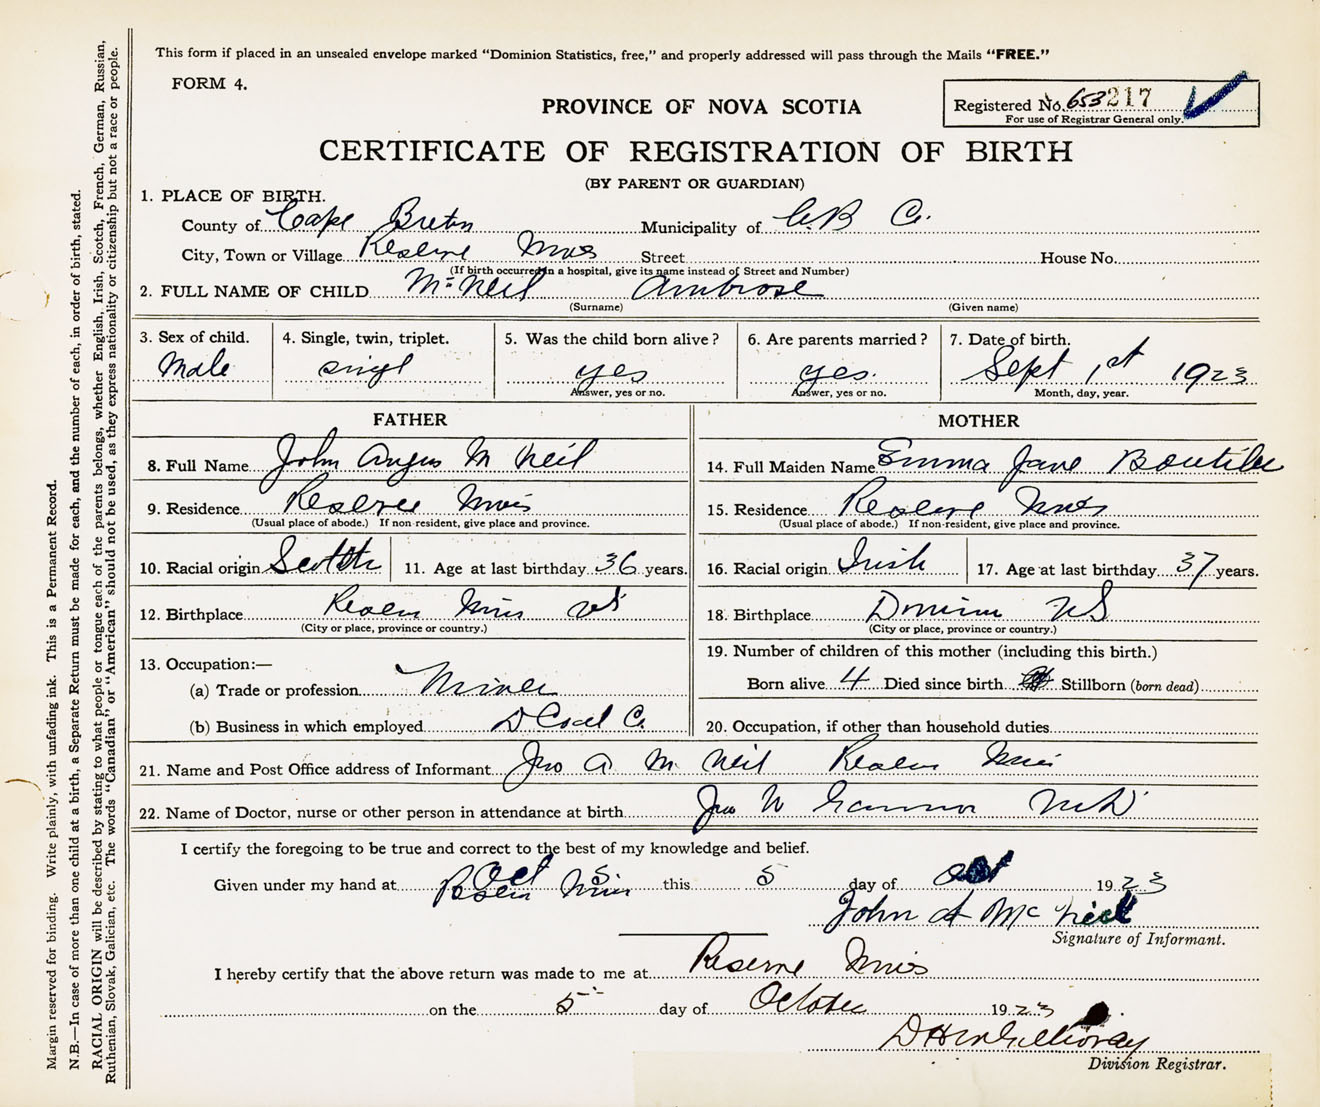 This form if placed in an unsealed envelope marked "Dominion Statistics, free," and properly addressed will pass through the Mails "FREE."
FORM 4.
Registered No. 653217
For use of Registrar General only.
PROVINCE OF NOVA SCOTIA
CERTIFICATE OF REGISTRATION OF BIRTH
(BY PARENT OR GUARDIAN)
1. PLACE OF BIRTH.
County of Cape Breton Municipality of C.B Co.
City, Town or Village Reserve Mines Street House No.
(If birth occurred in a hospital, give its name instead of Street and Number)
2. FULL NAME OF CHILD McNeil Ambrose
(Surname) (Given name)
3. Sex of child. 4. Single, twin, triplet. 5. Was the child born alive? 6. Are parents married? 7. Date of birth.
Male singl yes yes. Sept 1st 1923
Answer, yes or no. Answer, yes or no. Month, day, year.
FATHER MOTHER
8. Full Name John Angus McNeil 14. Full Maiden Name Emma Jane Boutilier
9. Residence Reserve Mines 15. Residence Reserve Mines
(Usual place of abode.) If non-resident, give place and province. (Usual place of abode.) If non-resident, give place and province.
10. Racial origin Scotch 11. Age at last birthday 36 years. 16. Racial origin Irish 17. Age at last birthday 37 years.
12. Birthplace Reserve Mines NS 18. Birthplace Dominion NS
(City or place, province or country.) (City or place, province or country.)
13. Occupation:— 19. Number of children of this mother (including this birth.)
(a) Trade or profession Miner Born alive 4 Died since birth Stillborn (born dead)
(b) Business in which employed D Coal Co. 20. Occupation, if other than household duties
21. Name and Post Office address of Informant Jno A. McNeil Reserve Mines
22. Name of Doctor, nurse or other person in attendance at birth Jno W MD
I certify the foregoing to be true and correct to the best of my knowledge and belief.
Oct 5
Given under my hand at Reserve Mines this 5 day of Oct 1923
John A McNeil
Signature of Informant.
I hereby certify that the above return was made to me at Reserve Mines
on the 5 day of October 1923
D H McGillivray
Division Registrar.
Margin reserved for binding. Write plainly, with unfading ink. This is a Permanent Record.
N.B.—In case of more than one child at a birth, a Separate Return must be made for each, and the number of each, in order of birth, stated.
RACIAL ORIGIN will be described by stating to what people or tongue each of the parents belongs, whether English, Irish, Scotch, French, German, Russian,
Ruthenian, Slovak, Galician, etc. The words "Canadian" or "American" should not be used, as they express nationality or citizenship but not a race or people.